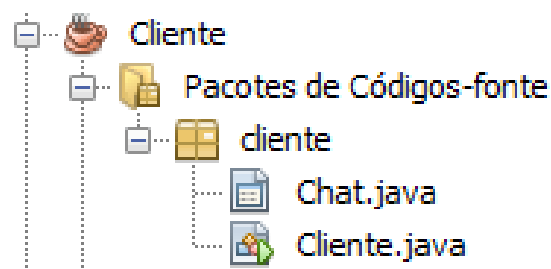 Cliente
Pacotes de Códigos-fonte
cliente
Chat.java
Cliente.java